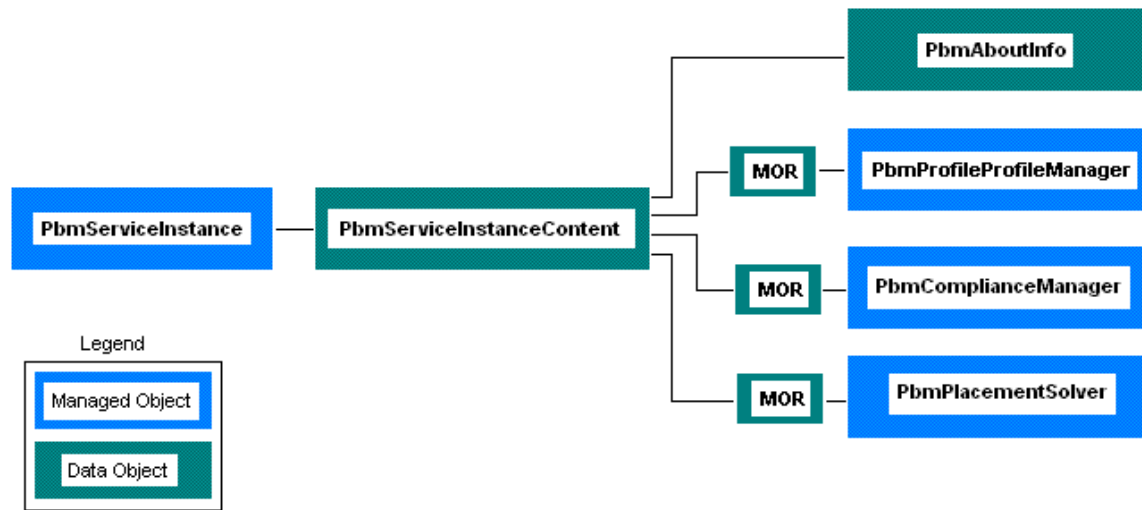 PbmAboutInfo
MOR
PbmProfileProfileManager
PbmServiceInstance
PbmServiceInstanceContent
MOR
PbmComplianceManager
Legend
Managed Object
MOR
PbmPlacementSolver
Data Object